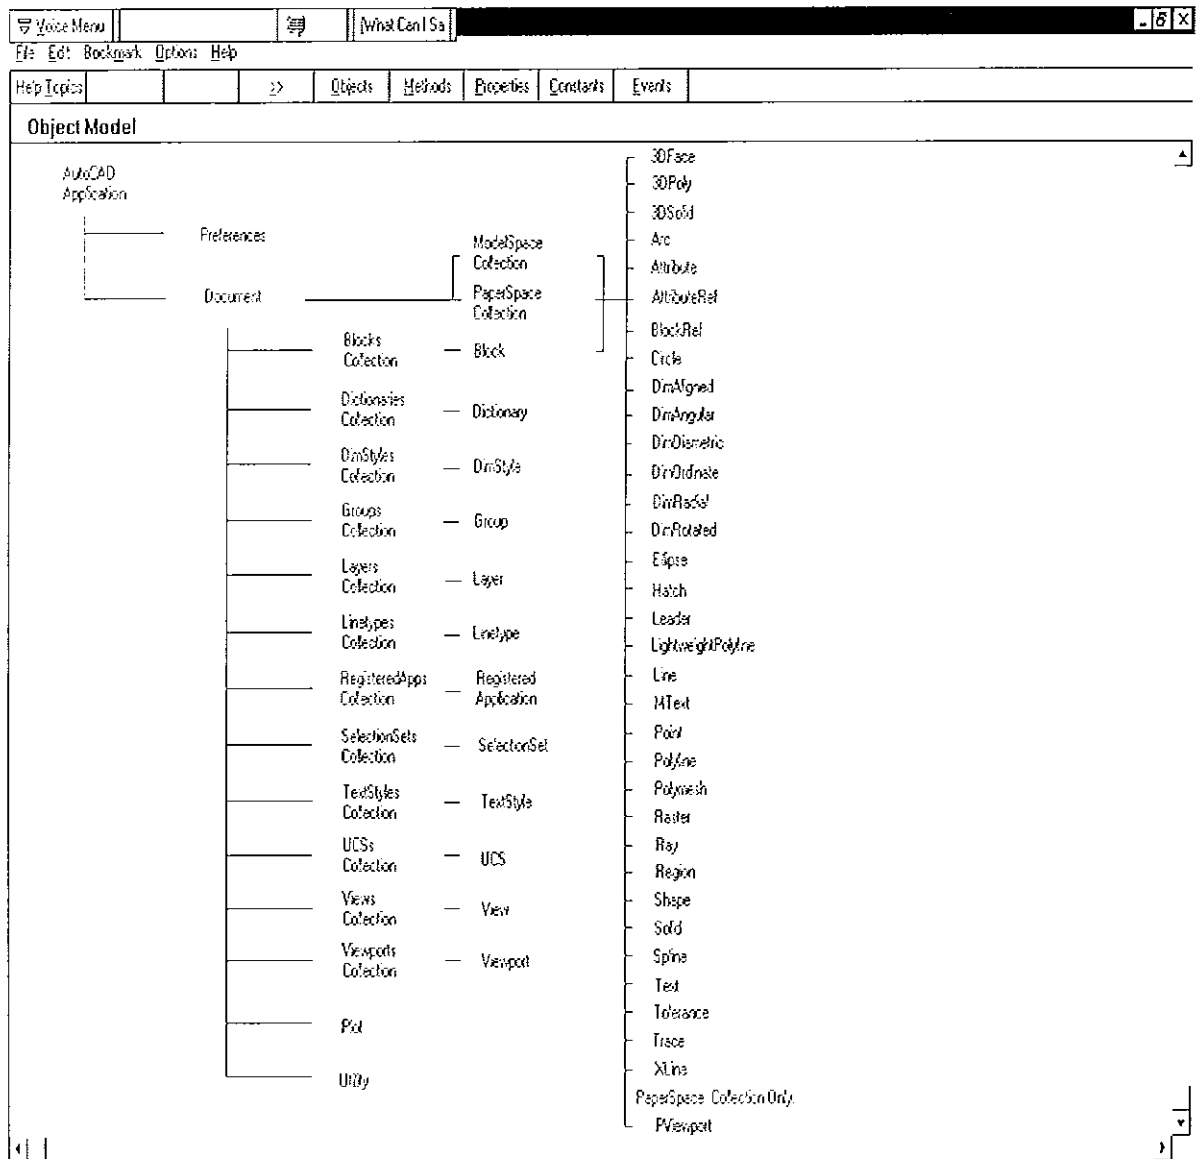 Voice Menu [What Can I Sa
File Edit Bookmark Options Help
Help Topics >> Objects Methods Properties Constants Events
Object Model
AutoCAD
Application
Preferences
Document
ModelSpace
Collection
PaperSpace
Collection
Blocks
Collection
Block
Dictionaries
Collection
Dictionary
DimStyles
Collection
DimStyle
Groups
Collection
Group
Layers
Collection
Layer
Linetypes
Collection
Linetype
RegisteredApps
Collection
Registered
Application
SelectionSets
Collection
SelectionSet
TextStyles
Collection
TextStyle
UCSs
Collection
UCS
Views
Collection
View
Viewports
Collection
Viewport
Plot
Utility
3DFace
3DPoly
3DSolid
Arc
Attribute
AttributeRef
BlockRef
Circle
DimAligned
DimAngular
DimDiametric
DimOrdinate
DimRadial
DimRotated
Ellipse
Hatch
Leader
LightweightPolyline
Line
MText
Point
Polyline
Polymesh
Raster
Ray
Region
Shape
Solid
Spline
Text
Tolerance
Trace
XLine
PaperSpace Collection Only:
PViewport